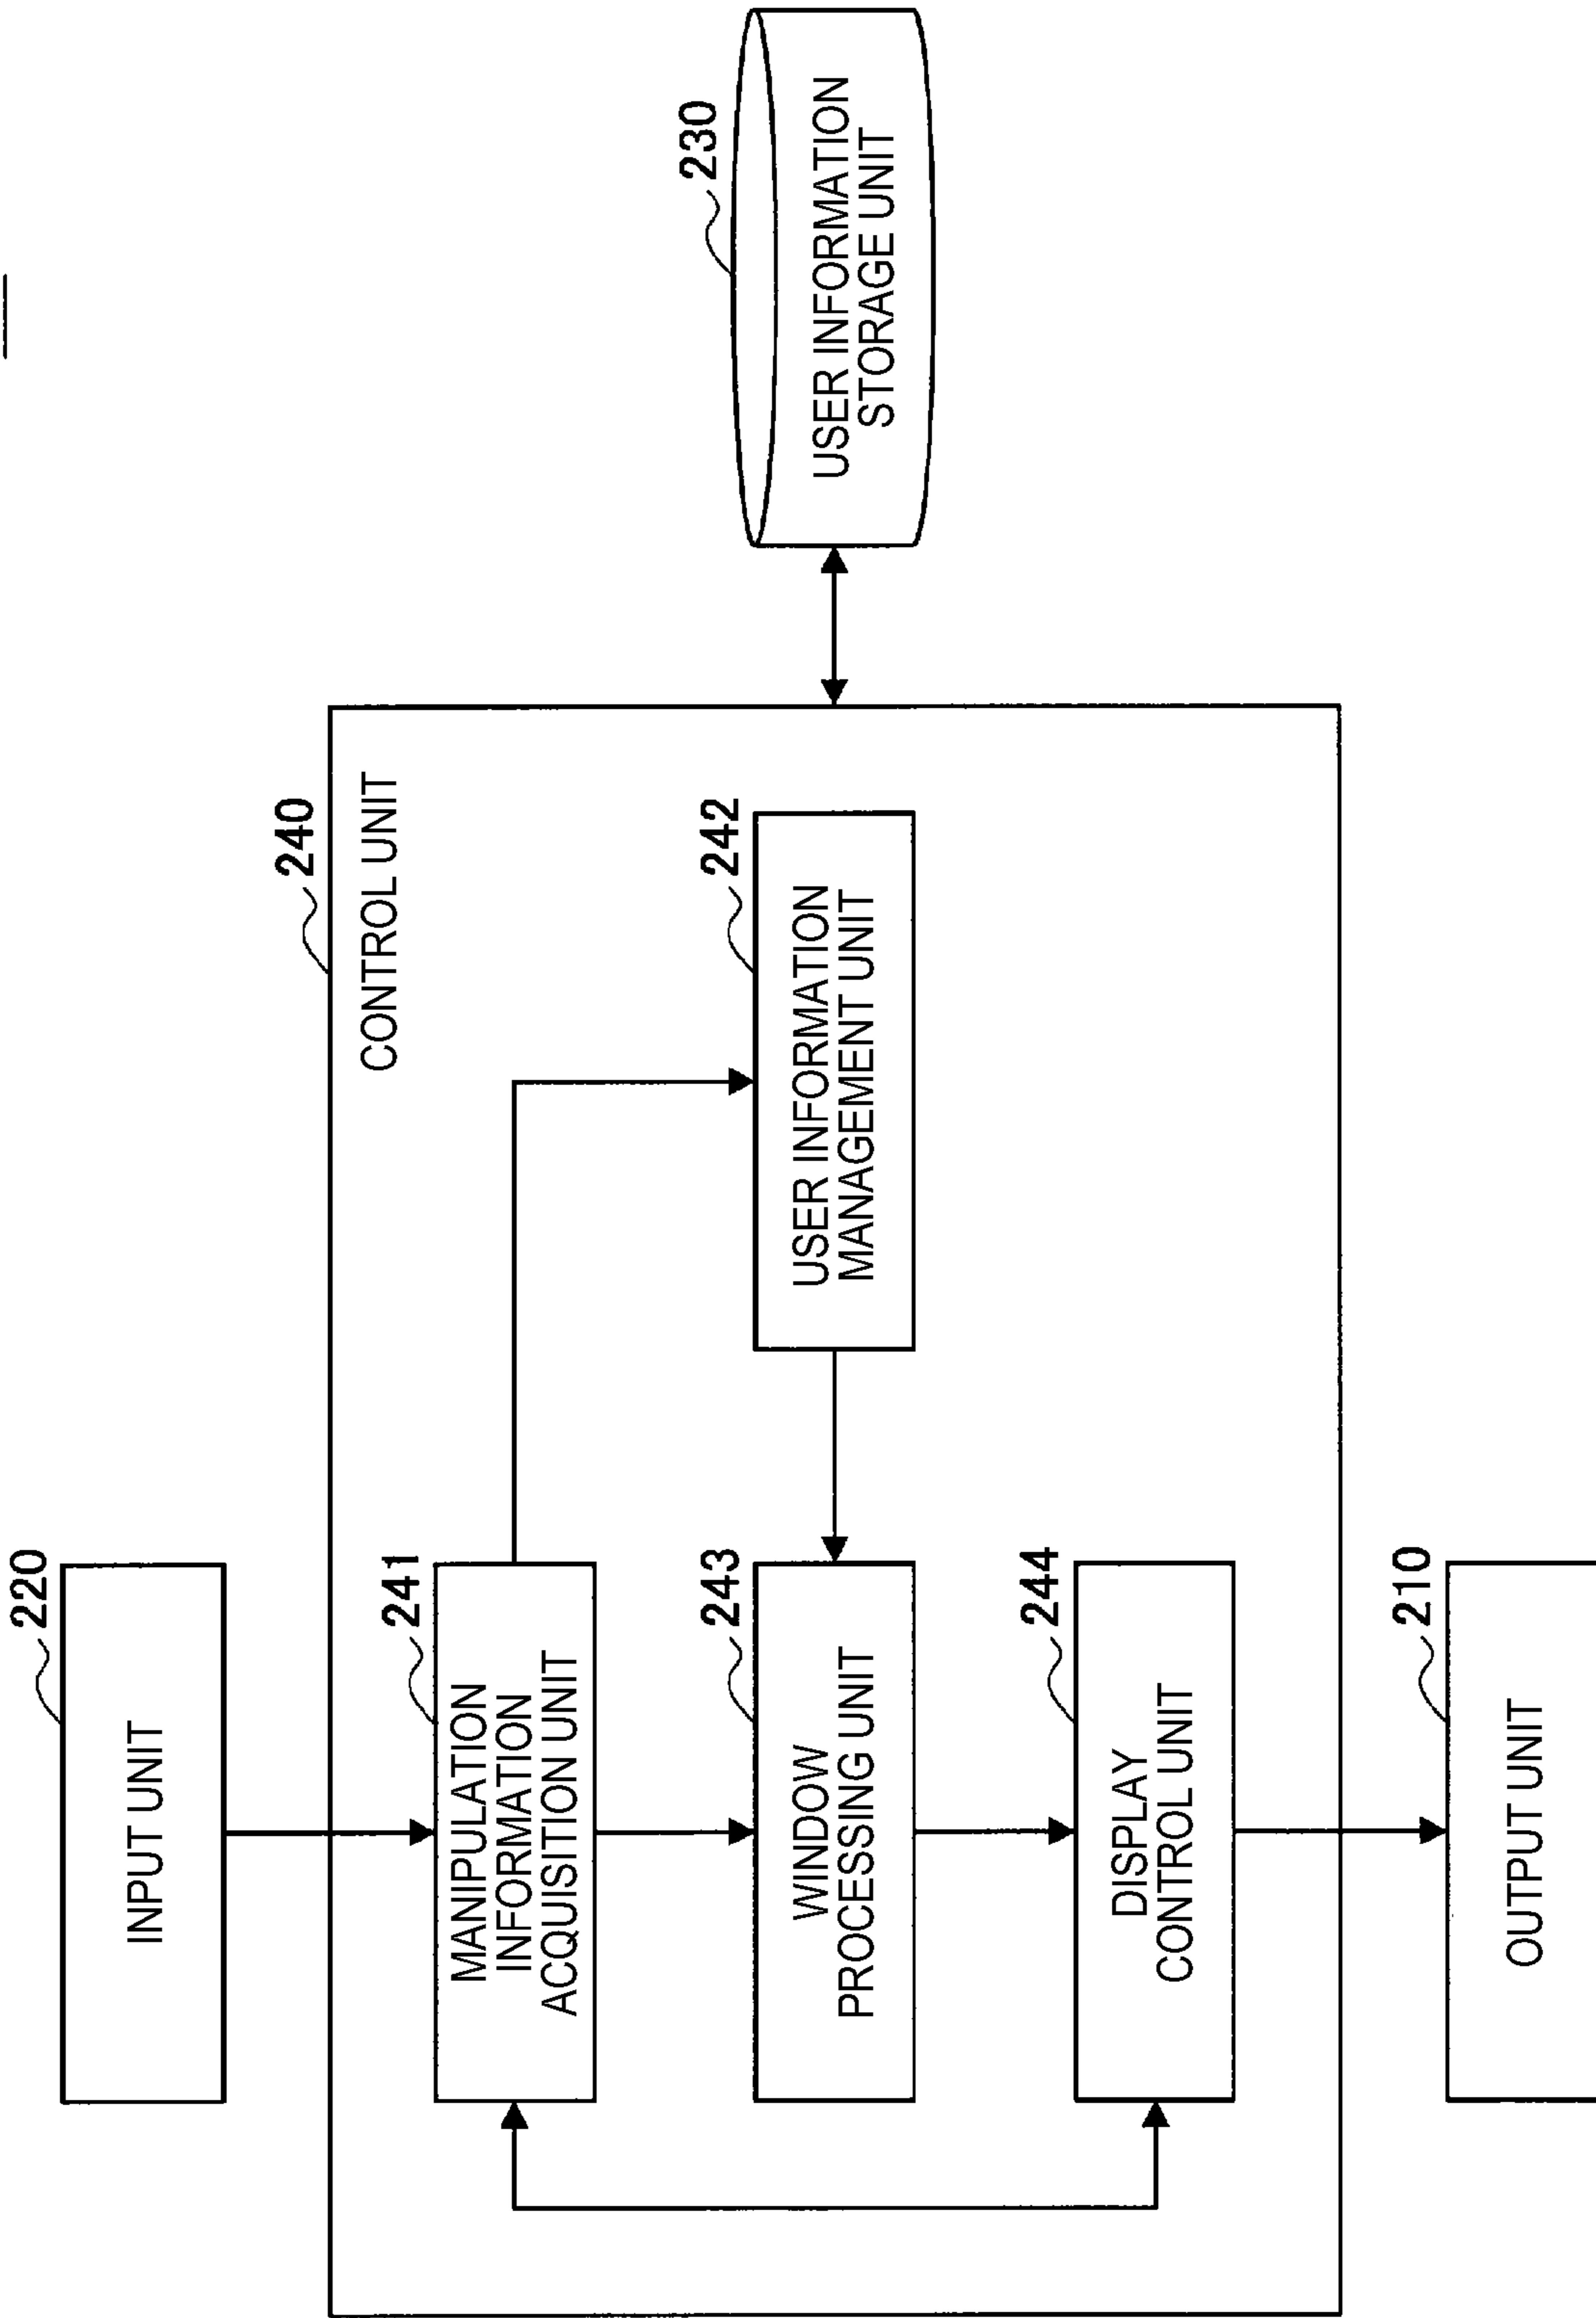 220
INPUT UNIT
240
CONTROL UNIT
241
MANIPULATION
INFORMATION
ACQUISITION UNIT
230
USER INFORMATION
STORAGE UNIT
243
WINDOW
PROCESSING UNIT
242
USER INFORMATION
MANAGEMENT UNIT
244
DISPLAY
CONTROL UNIT
210
OUTPUT UNIT